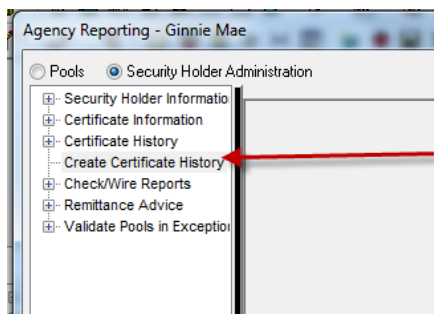 Agency Reporting - Ginnie Mae
Pools Security Holder Administration
Security Holder Informatio
Certificate Information
Certificate History
Create Certificate History
Check/Wire Reports
Remittance Advice
Validate Pools in Exception